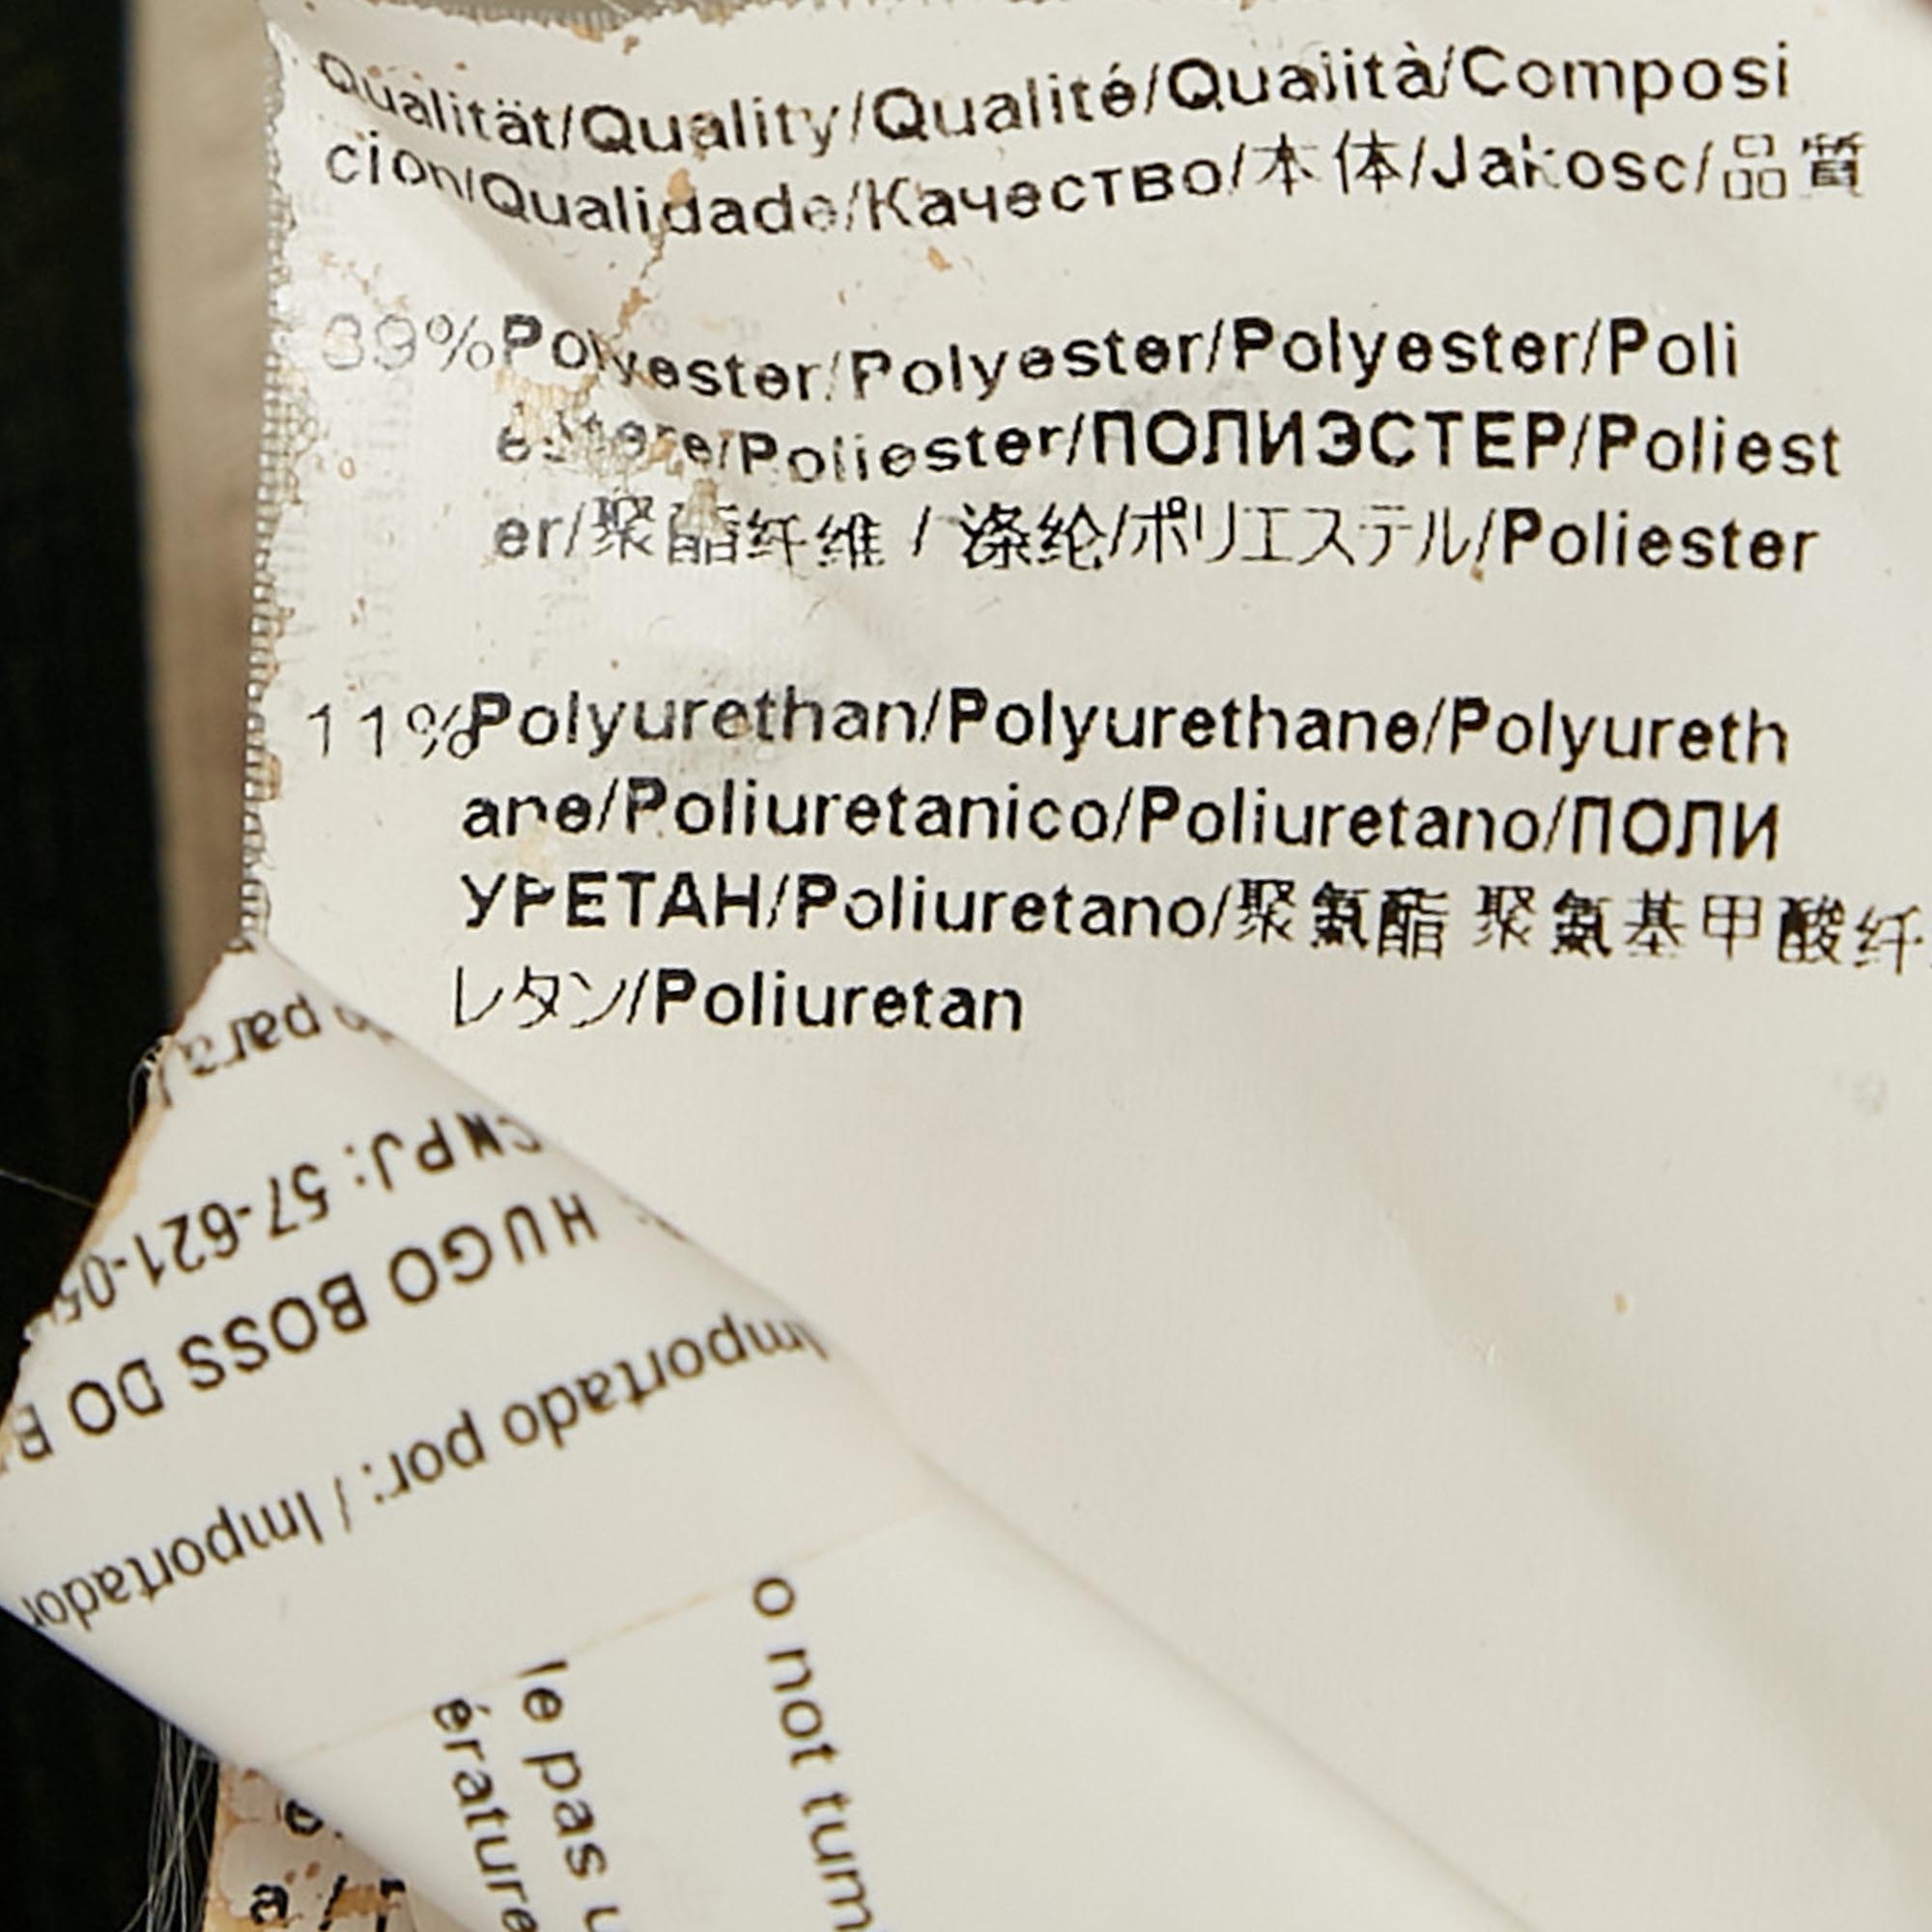 Qualität/Quality/Qualité/Qualità/Composi
cion/Qualidade/Качество/本体/Jakosc/品質
89%Polyester/Polyester/Polyester/Poli
estere/Poliester/ПОЛИЭСТЕР/Poliest
er/聚酯纤维 / 涤纶/ポリエステル/Poliester
11%Polyurethan/Polyurethane/Polyureth
ane/Poliuretanico/Poliuretano/ПОЛИ
УРЕТАН/Poliuretano/聚氨酯 聚氨基甲酸纤
レタン/Poliuretan
Importador
Importado por: / Importador
HUGO BOSS DO B
CNPJ: 57-621-05
para
o not tum
le pas u
érature